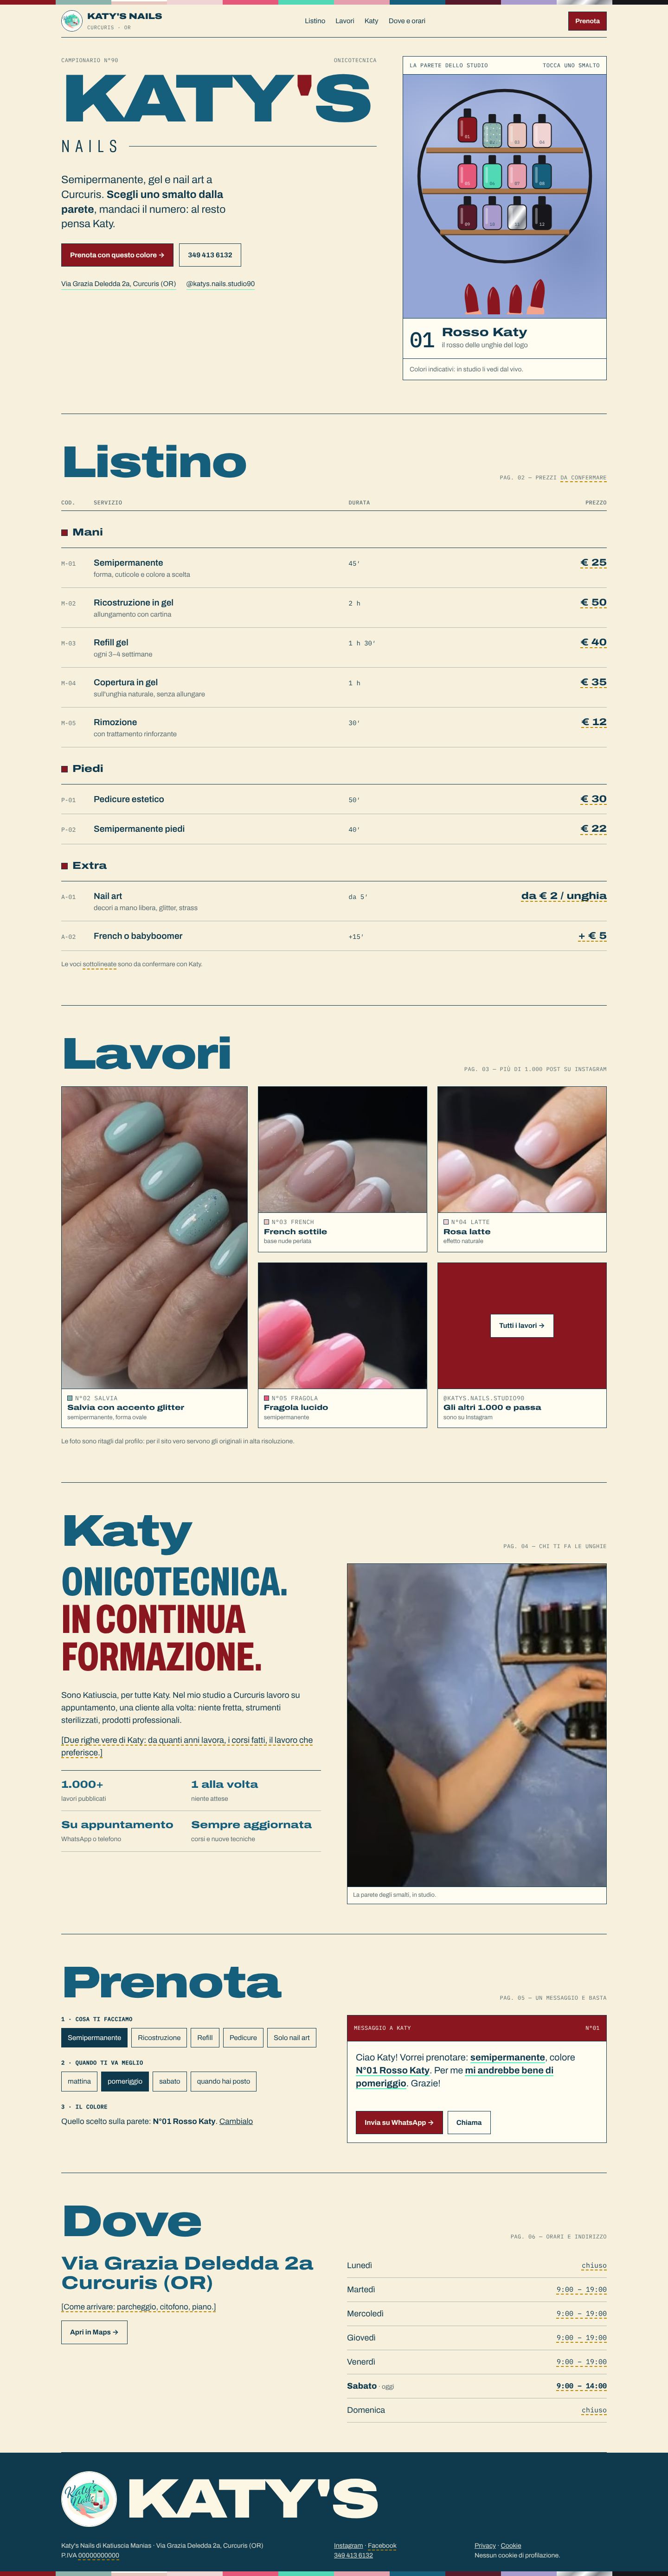 KATY'S NAILS
CURCURIS · OR
Listino
Lavori
Katy
Dove e orari
Prenota
CAMPIONARIO N°90
ONICOTECNICA
KATY'S
NAILS
Semipermanente, gel e nail art a
Curcuris. Scegli uno smalto dalla
parete, mandaci il numero: al resto
pensa Katy.
Prenota con questo colore →
349 413 6132
Via Grazia Deledda 2a, Curcuris (OR)
@katys.nails.studio90
LA PARETE DELLO STUDIO
TOCCA UNO SMALTO
01
02
03
04
05
06
07
08
09
10
12
01
Rosso Katy
il rosso delle unghie del logo
Colori indicativi: in studio li vedi dal vivo.
Listino
PAG. 02 — PREZZI DA CONFERMARE
COD.
SERVIZIO
DURATA
PREZZO
Mani
M-01
Semipermanente
45'
€ 25
forma, cuticole e colore a scelta
M-02
Ricostruzione in gel
2 h
€ 50
allungamento con cartina
M-03
Refill gel
1 h 30'
€ 40
ogni 3–4 settimane
M-04
Copertura in gel
1 h
€ 35
sull'unghia naturale, senza allungare
M-05
Rimozione
30'
€ 12
con trattamento rinforzante
Piedi
P-01
Pedicure estetico
50'
€ 30
P-02
Semipermanente piedi
40'
€ 22
Extra
A-01
Nail art
da 5'
da € 2 / unghia
decori a mano libera, glitter, strass
A-02
French o babyboomer
+15'
+ € 5
Le voci sottolineate sono da confermare con Katy.
Lavori
PAG. 03 — PIÙ DI 1.000 POST SU INSTAGRAM
N°03 FRENCH
French sottile
base nude perlata
N°04 LATTE
Rosa latte
effetto naturale
Tutti i lavori →
N°02 SALVIA
Salvia con accento glitter
semipermanente, forma ovale
N°05 FRAGOLA
Fragola lucido
semipermanente
@KATYS.NAILS.STUDIO90
Gli altri 1.000 e passa
sono su Instagram
Le foto sono ritagli dal profilo: per il sito vero servono gli originali in alta risoluzione.
Katy
PAG. 04 — CHI TI FA LE UNGHIE
ONICOTECNICA.
IN CONTINUA
FORMAZIONE.
Sono Katiuscia, per tutte Katy. Nel mio studio a Curcuris lavoro su
appuntamento, una cliente alla volta: niente fretta, strumenti
sterilizzati, prodotti professionali.
[Due righe vere di Katy: da quanti anni lavora, i corsi fatti, il lavoro che
preferisce.]
1.000+
lavori pubblicati
1 alla volta
niente attese
Su appuntamento
WhatsApp o telefono
Sempre aggiornata
corsi e nuove tecniche
La parete degli smalti, in studio.
Prenota
PAG. 05 — UN MESSAGGIO E BASTA
1 · COSA TI FACCIAMO
Semipermanente
Ricostruzione
Refill
Pedicure
Solo nail art
2 · QUANDO TI VA MEGLIO
mattina
pomeriggio
sabato
quando hai posto
3 · IL COLORE
Quello scelto sulla parete: N°01 Rosso Katy. Cambialo
MESSAGGIO A KATY
N°01
Ciao Katy! Vorrei prenotare: semipermanente, colore
N°01 Rosso Katy. Per me mi andrebbe bene di
pomeriggio. Grazie!
Invia su WhatsApp →
Chiama
Dove
PAG. 06 — ORARI E INDIRIZZO
Via Grazia Deledda 2a
Curcuris (OR)
[Come arrivare: parcheggio, citofono, piano.]
Apri in Maps →
Lunedì
chiuso
Martedì
9:00 – 19:00
Mercoledì
9:00 – 19:00
Giovedì
9:00 – 19:00
Venerdì
9:00 – 19:00
Sabato · oggi
9:00 – 14:00
Domenica
chiuso
Katy's Nails
KATY'S
Katy's Nails di Katiuscia Manias · Via Grazia Deledda 2a, Curcuris (OR)
P.IVA 00000000000
Instagram · Facebook
349 413 6132
Privacy · Cookie
Nessun cookie di profilazione.